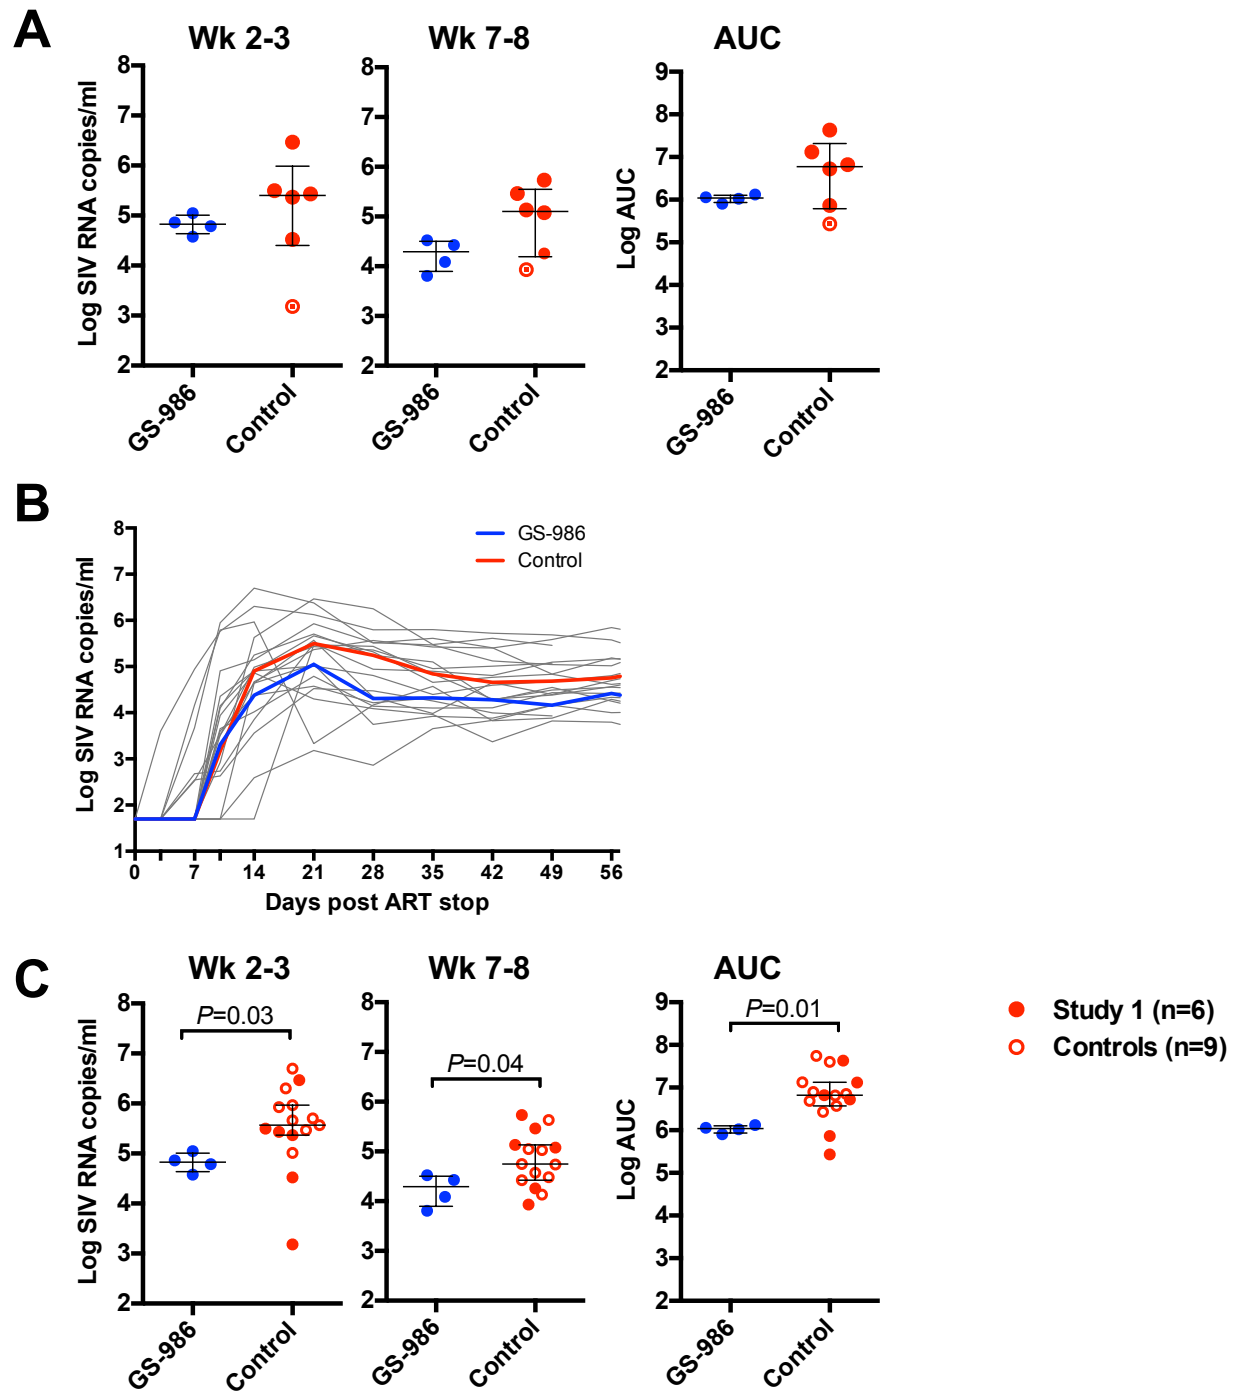 A
Wk 2-3
Wk 7-8
AUC
Log SIV RNA copies/ml
8
7
6
5
4
3
2
GS-986
Control
8
7
6
5
4
3
2
GS-986
Control
Log AUC
9
8
7
6
5
4
3
2
GS-986
Control
B
Log SIV RNA copies/ml
8
7
6
5
4
3
2
1
GS-986
Control
0 7 14 21 28 35 42 49 56
Days post ART stop
C
Wk 2-3
Wk 7-8
AUC
Log SIV RNA copies/ml
8
7
6
5
4
3
2
P=0.03
GS-986
Control
8
7
6
5
4
3
2
P=0.04
GS-986
Control
Log AUC
9
8
7
6
5
4
3
2
P=0.01
GS-986
Control
Study 1 (n=6)
Controls (n=9)